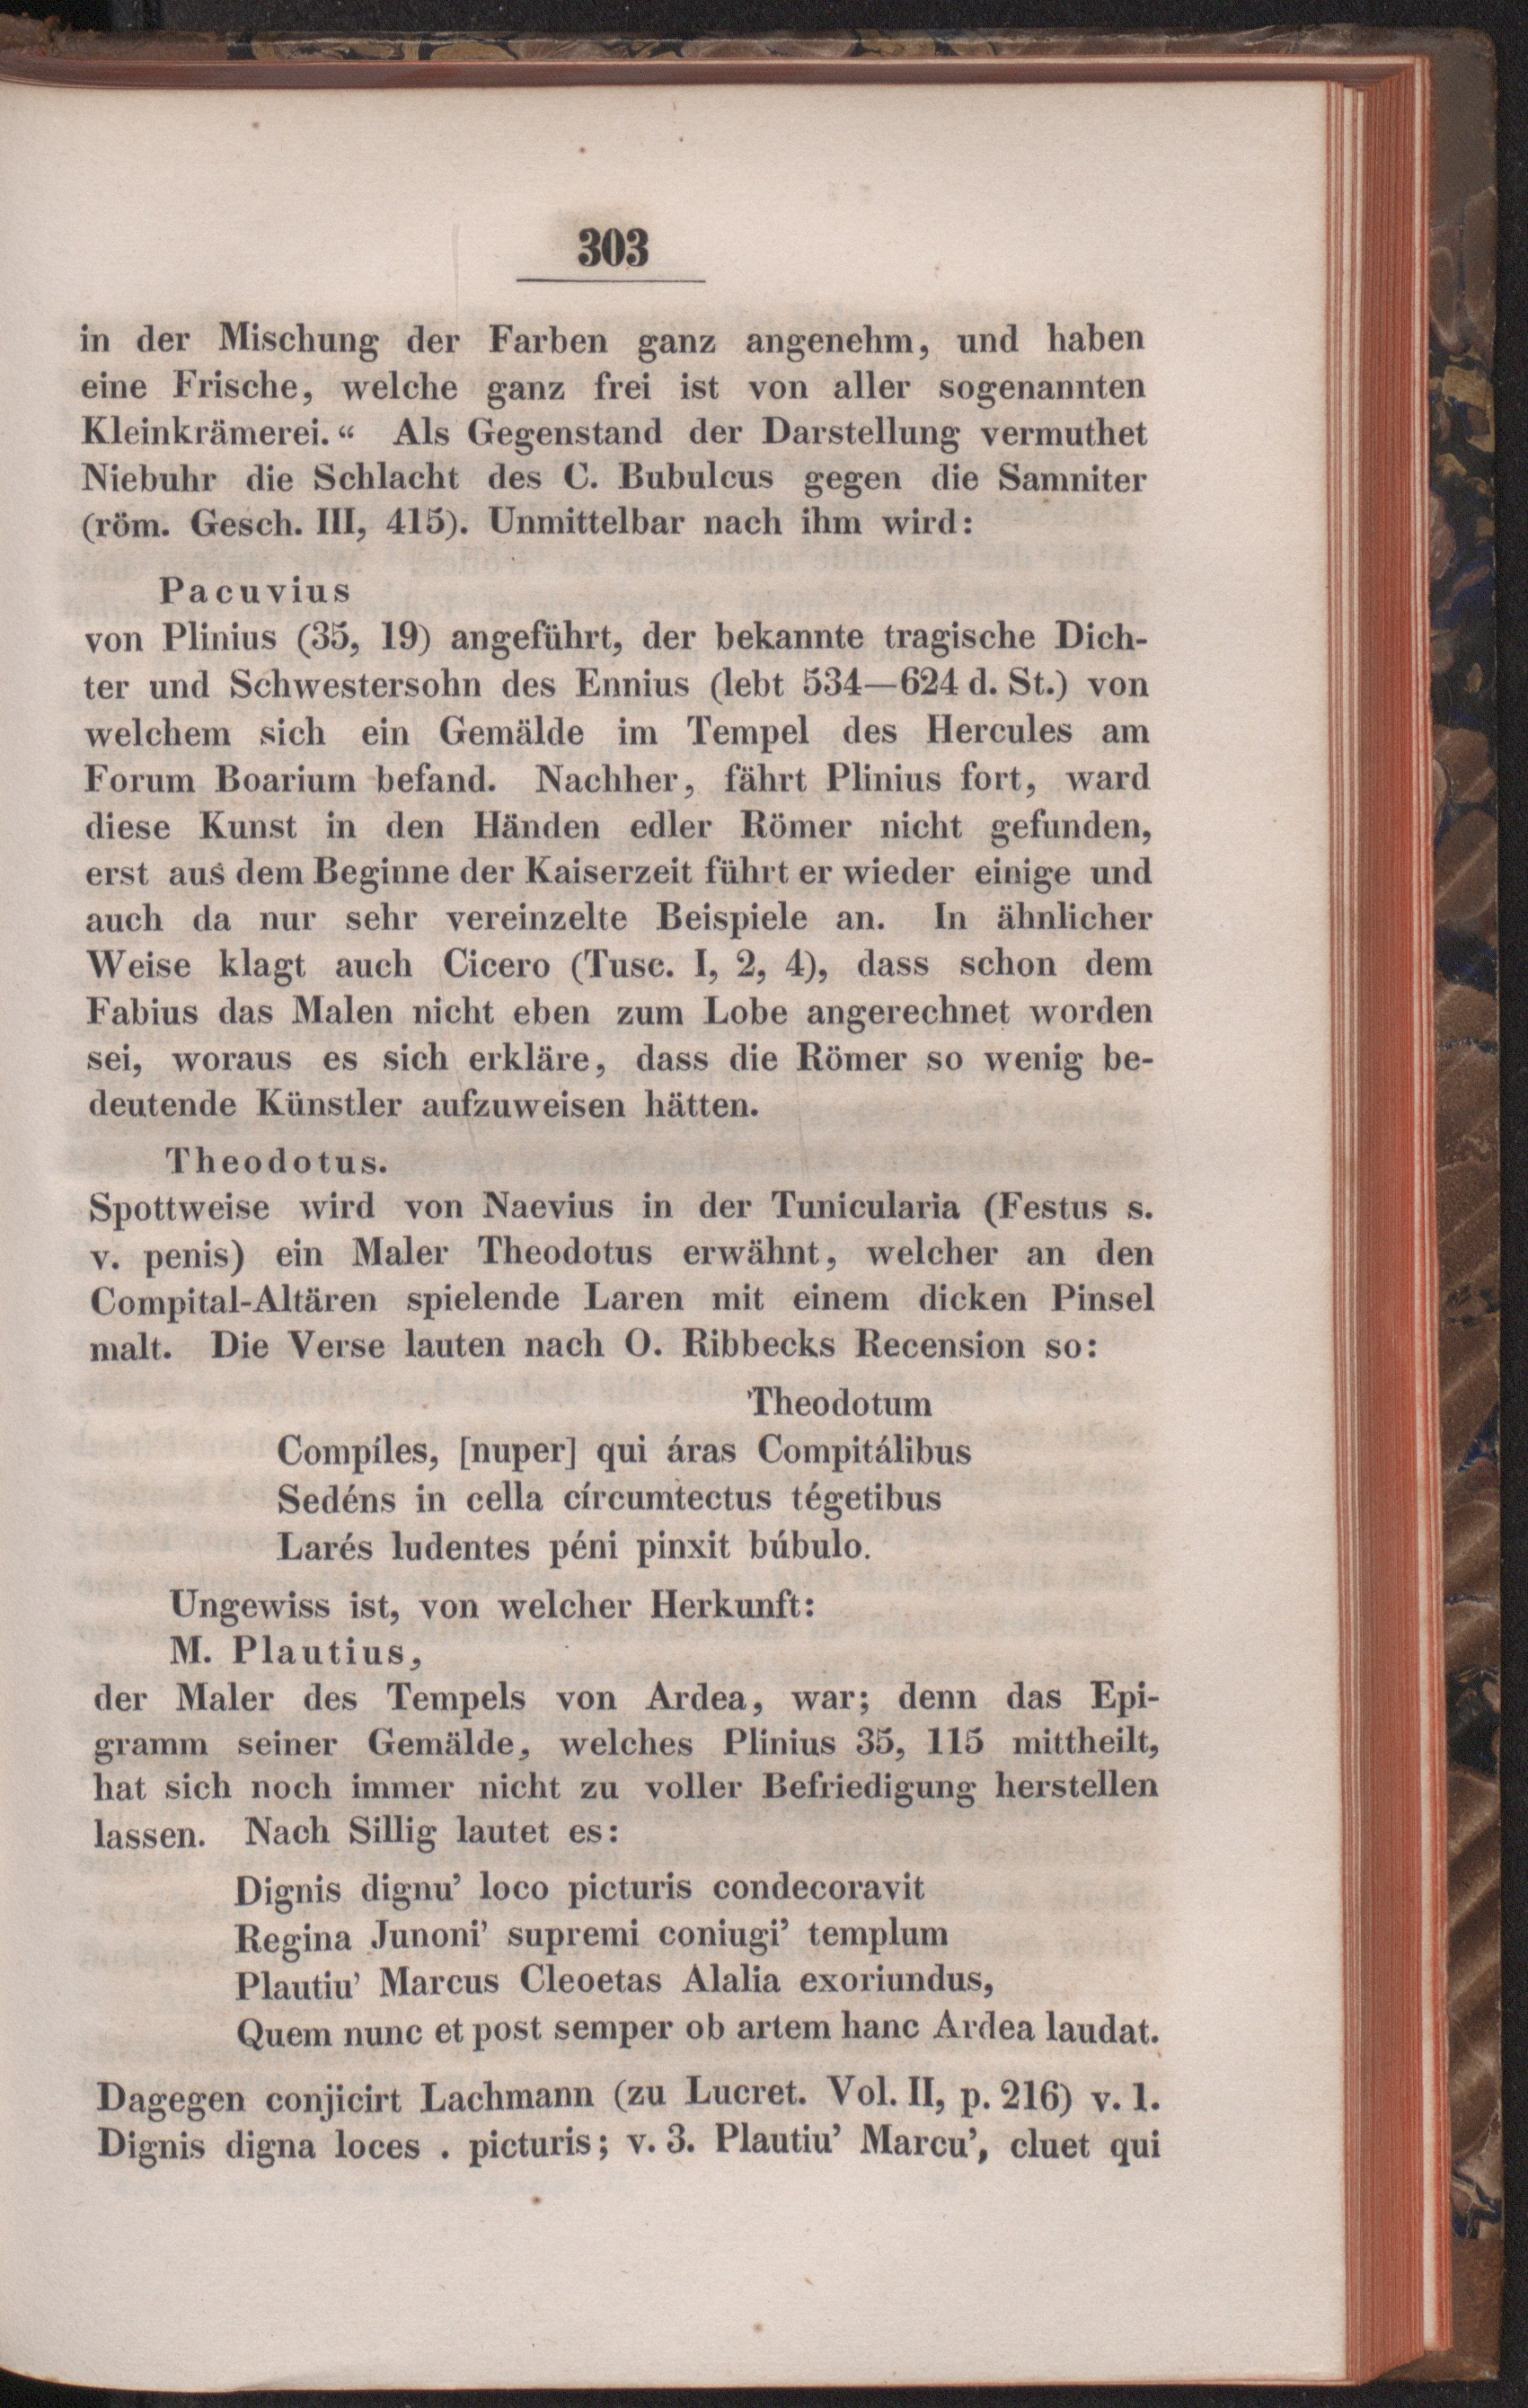 303
in der Mischung der Farben ganz angenehm, und haben
eine Frische, welche ganz frei ist von aller sogenannten
Kleinkrämerei.“ Als Gegenstand der Darstellung vermuthet
Niebuhr die Schlacht des C. Bubulcus gegen die Samniter
(röm. Gesch. III, 415). Unmittelbar nach ihm wird:
Pacuvius
von Plinius (35, 19) angeführt, der bekannte tragische Dich-
ter und Schwestersohn des Ennius (lebt 534—624 d. St.) von
welchem sich ein Gemälde im Tempel des Hercules am
Forum Boarium befand. Nachher, fährt Plinius fort, ward
diese Kunst in den Händen edler Römer nicht gefunden,
erst aus dem Beginne der Kaiserzeit führt er wieder einige und
auch da nur sehr vereinzelte Beispiele an. In ähnlicher
Weise klagt auch Cicero (Tusc. I, 2, 4), dass schon dem
Fabius das Malen nicht eben zum Lobe angerechnet worden
sei, woraus es sich erkläre, dass die Römer so wenig be-
deutende Künstler aufzuweisen hätten.
Theodotus.
Spottweise wird von Naevius in der Tunicularia (Festus s.
v. penis) ein Maler Theodotus erwähnt, welcher an den
Compital-Altären spielende Laren mit einem dicken Pinsel
malt. Die Verse lauten nach O. Ribbecks Recension so:
Theodotum
Compíles, [nuper] qui áras Compitálibus
Sedéns in cella círcumtectus tégetibus
Larés ludentes péni pinxit búbulo.
Ungewiss ist, von welcher Herkunft:
M. Plautius,
der Maler des Tempels von Ardea, war; denn das Epi-
gramm seiner Gemälde, welches Plinius 35, 115 mittheilt,
hat sich noch immer nicht zu voller Befriedigung herstellen
lassen. Nach Sillig lautet es:
Dignis dignu’ loco picturis condecoravit
Regina Junoni’ supremi coniugi’ templum
Plautiu’ Marcus Cleoetas Alalia exoriundus,
Quem nunc et post semper ob artem hanc Ardea laudat.
Dagegen conjicirt Lachmann (zu Lucret. Vol. II, p. 216) v. 1.
Dignis digna loces . picturis; v. 3. Plautiu’ Marcu’, cluet qui